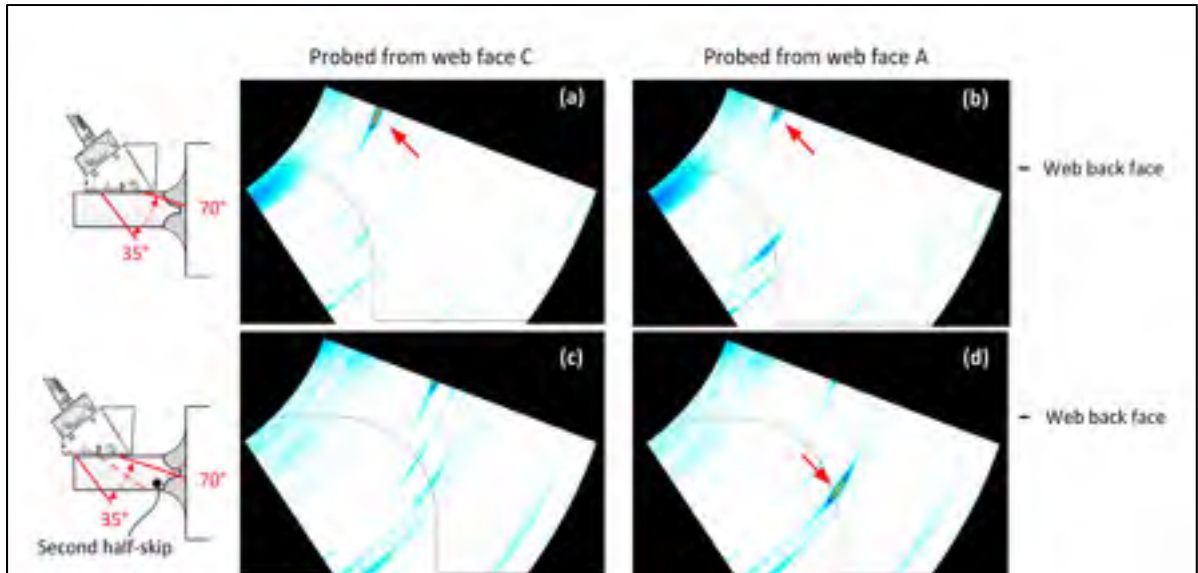 Probed from web face C
Probed from web face A
(a)
(b)
Web back face
70°
35°
(c)
(d)
Web back face
70°
35°
Second half-skip